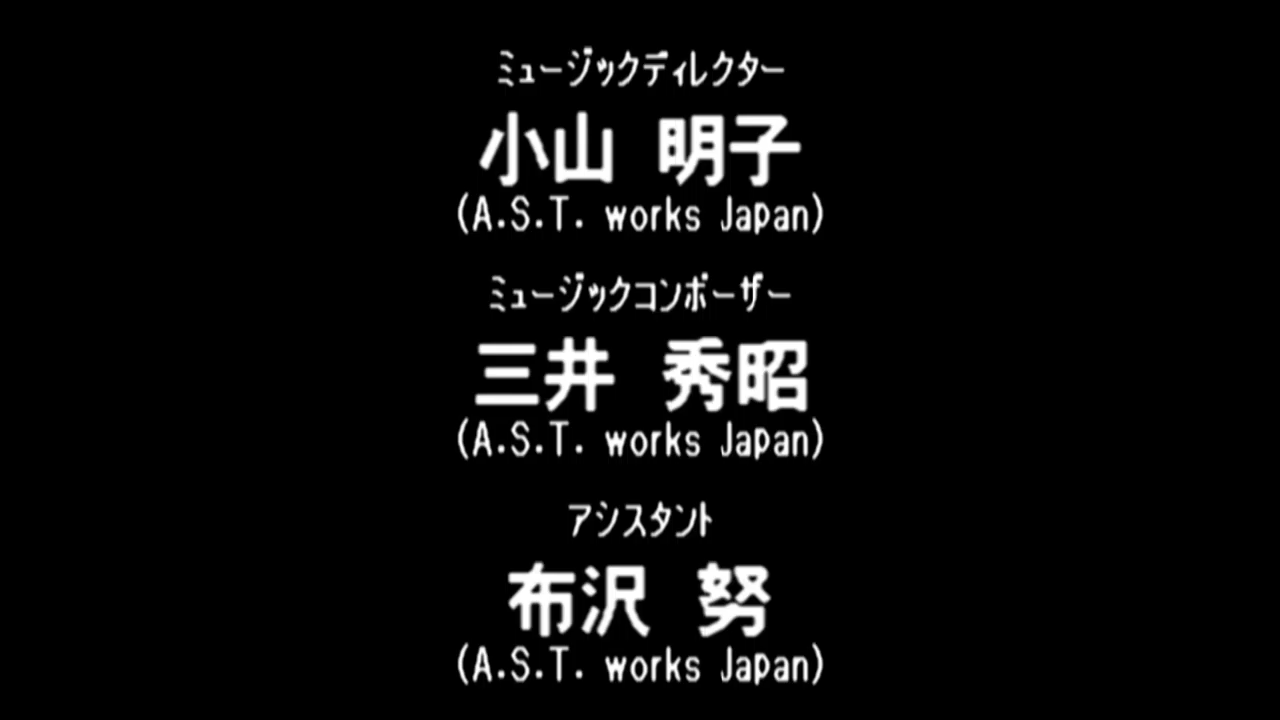 ミュージックディレクター
小山 明子
(A.S.T. works Japan)
ミュージックコンポーザー
三井 秀昭
(A.S.T. works Japan)
アシスタント
布沢 努
(A.S.T. works Japan)